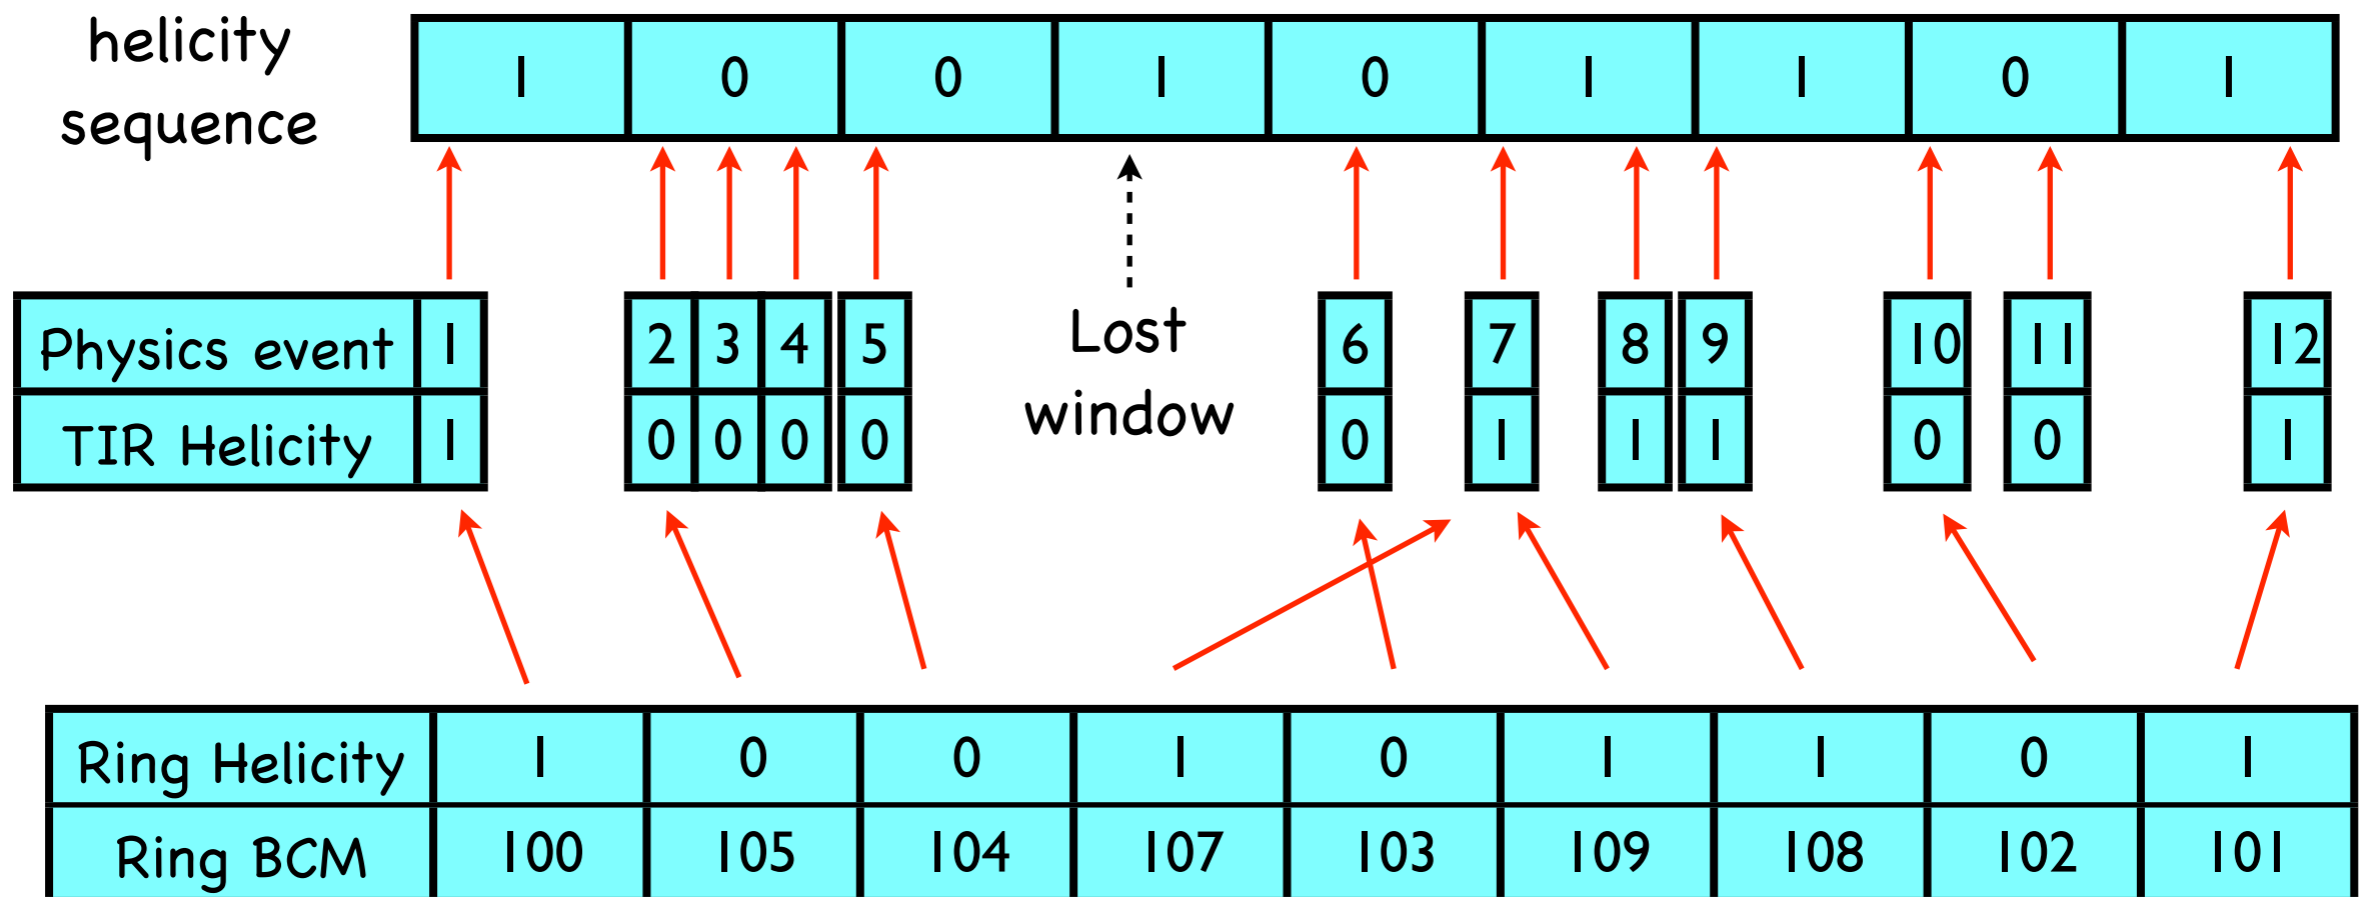 helicity
sequence
1 0 0 1 0 1 1 0 1
Physics event 1 2 3 4 5 6 7 8 9 10 11 12
TIR Helicity 1 0 0 0 0 0 1 1 1 0 0 1
Lost
window
Ring Helicity 1 0 0 1 0 1 1 0 1
Ring BCM 100 105 104 107 103 109 108 102 101